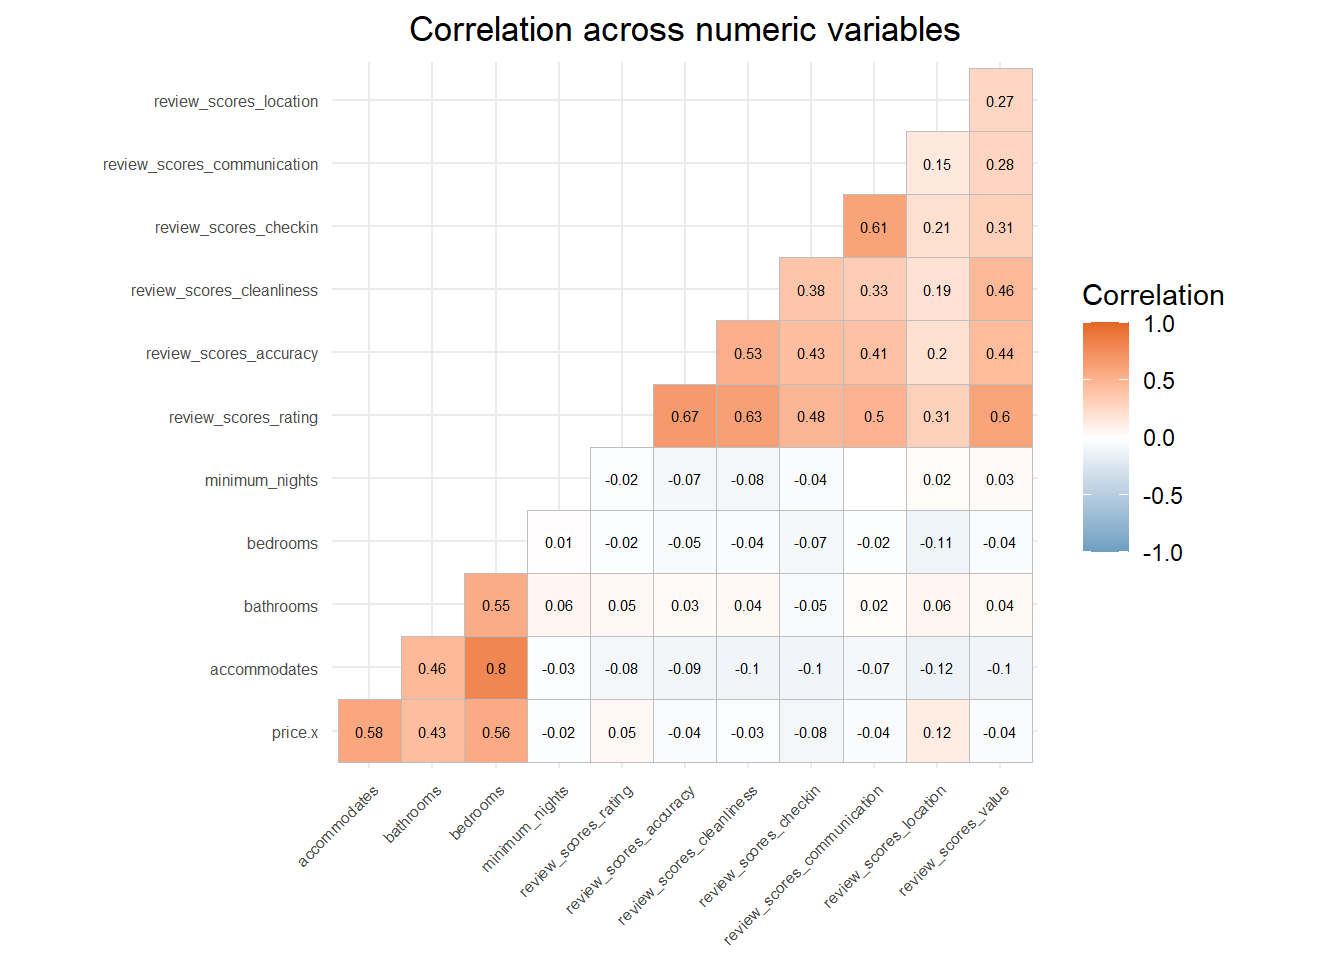 Correlation across numeric variables
review_scores_location 0.27
review_scores_communication 0.15 0.28
review_scores_checkin 0.61 0.21 0.31
review_scores_cleanliness 0.38 0.33 0.19 0.46
review_scores_accuracy 0.53 0.43 0.41 0.2 0.44
review_scores_rating 0.67 0.63 0.48 0.5 0.31 0.6
minimum_nights -0.02 -0.07 -0.08 -0.04 0.02 0.03
bedrooms 0.01 -0.02 -0.05 -0.04 -0.07 -0.02 -0.11 -0.04
bathrooms 0.55 0.06 0.05 0.03 0.04 -0.05 0.02 0.06 0.04
accommodates 0.46 0.8 -0.03 -0.08 -0.09 -0.1 -0.1 -0.07 -0.12 -0.1
price.x 0.58 0.43 0.56 -0.02 0.05 -0.04 -0.03 -0.08 -0.04 0.12 -0.04
accommodates
bathrooms
bedrooms
minimum_nights
review_scores_rating
review_scores_accuracy
review_scores_cleanliness
review_scores_checkin
review_scores_communication
review_scores_location
review_scores_value
Correlation
1.0
0.5
0.0
-0.5
-1.0